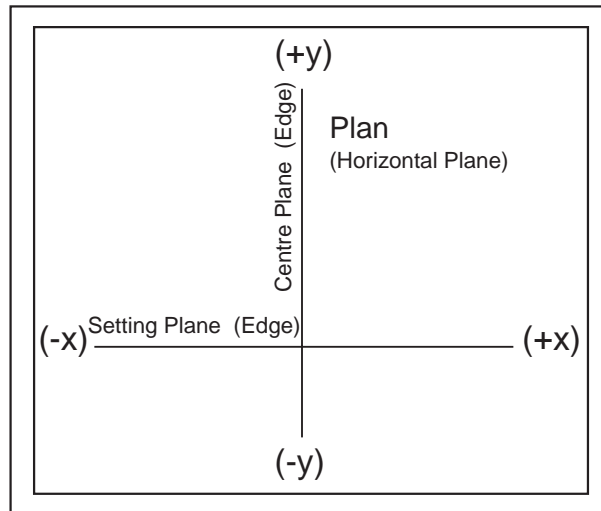 (+y)
Centre Plane (Edge)
Plan
(Horizontal Plane)
Setting Plane (Edge)
(-x)
(+x)
(-y)